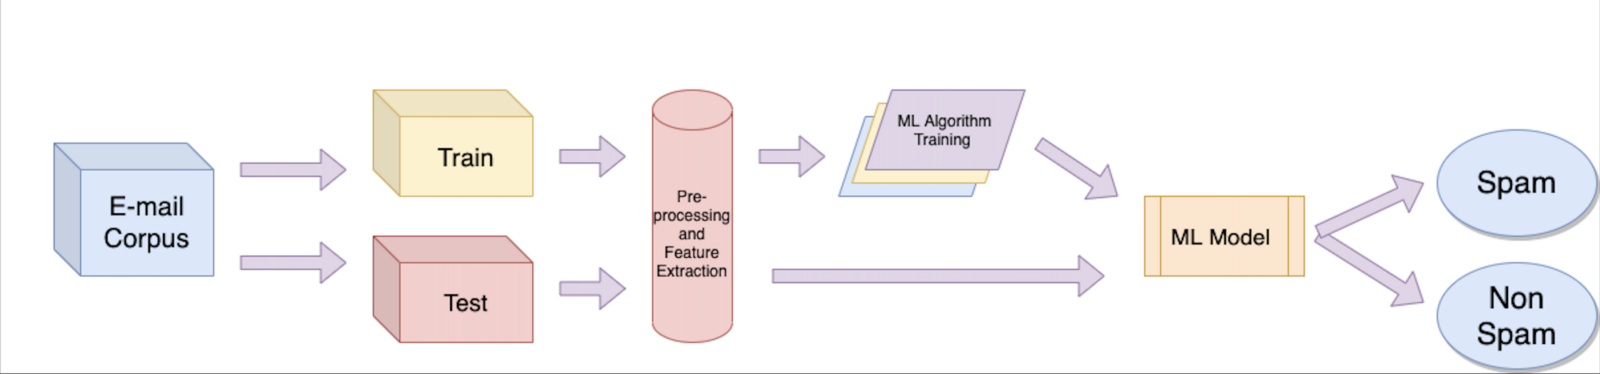 E-mail
Corpus
Train
Test
Pre-
processing
and
Feature
Extraction
ML Algorithm
Training
ML Model
Spam
Non
Spam